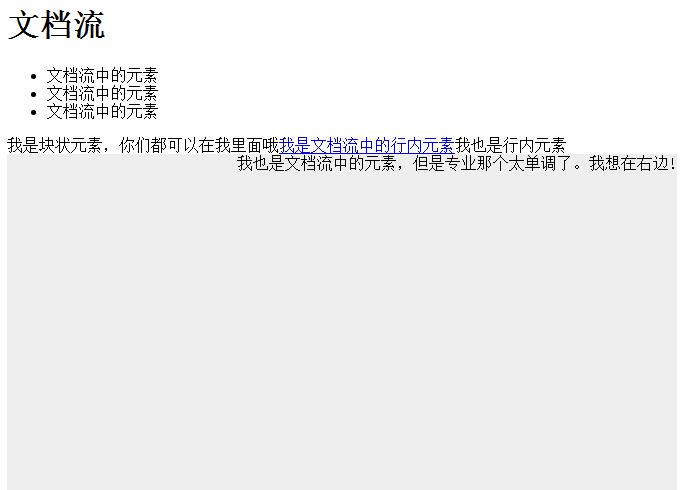 文档流
文档流中的元素
文档流中的元素
文档流中的元素
我是块状元素，你们都可以在我里面哦我是文档流中的行内元素我也是行内元素
我也是文档流中的元素，但是专业那个太单调了。我想在右边!